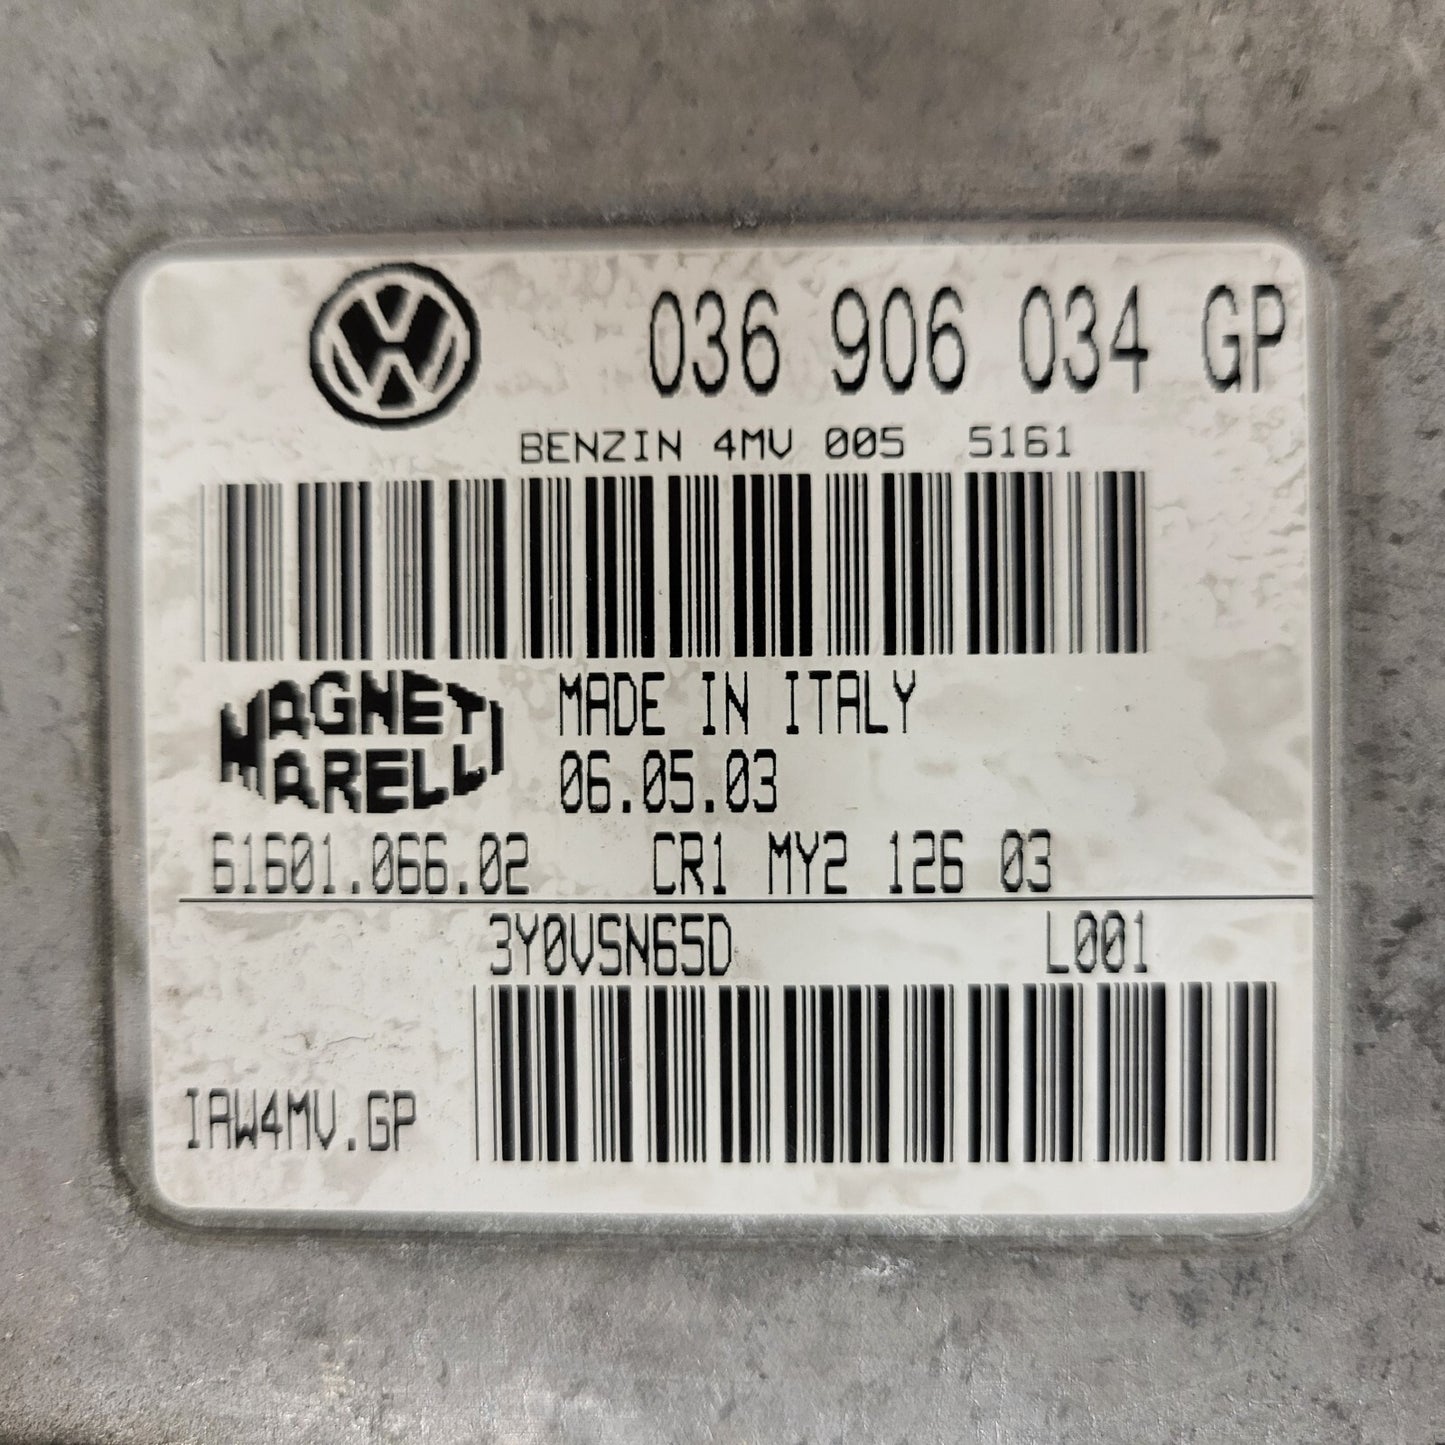 036 906 034 GP
BENZIN 4MV 005 5161
MAGNETI
MARELLI
MADE IN ITALY
06.05.03
61601.066.02 CR1 MY2 126 03
3Y0VSN65D L001
IAW4MV.GP